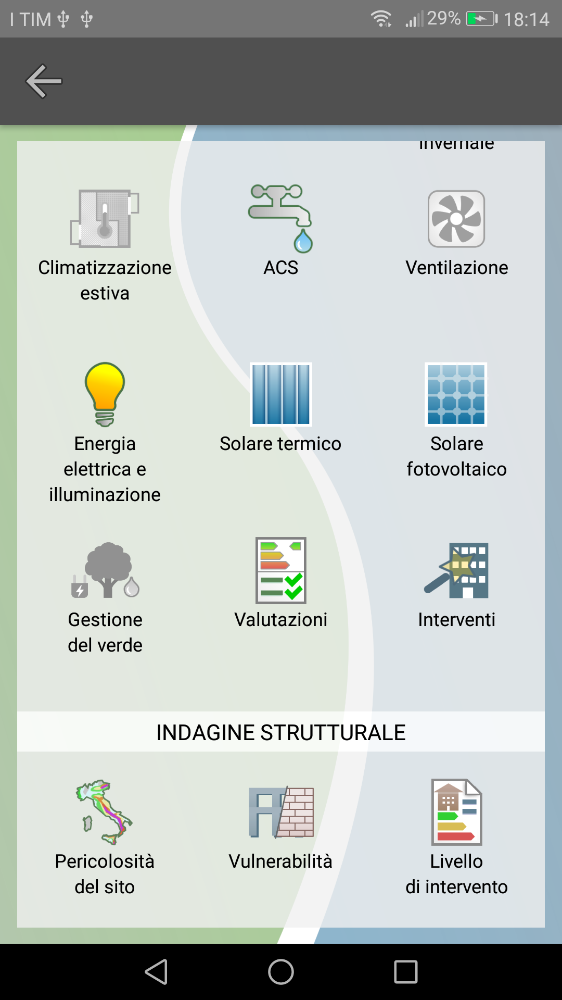 I TIM 29% 18:14
invernale
Climatizzazione estiva
ACS
Ventilazione
Energia elettrica e illuminazione
Solare termico
Solare fotovoltaico
Gestione del verde
Valutazioni
Interventi
INDAGINE STRUTTURALE
Pericolosità del sito
Vulnerabilità
Livello di intervento